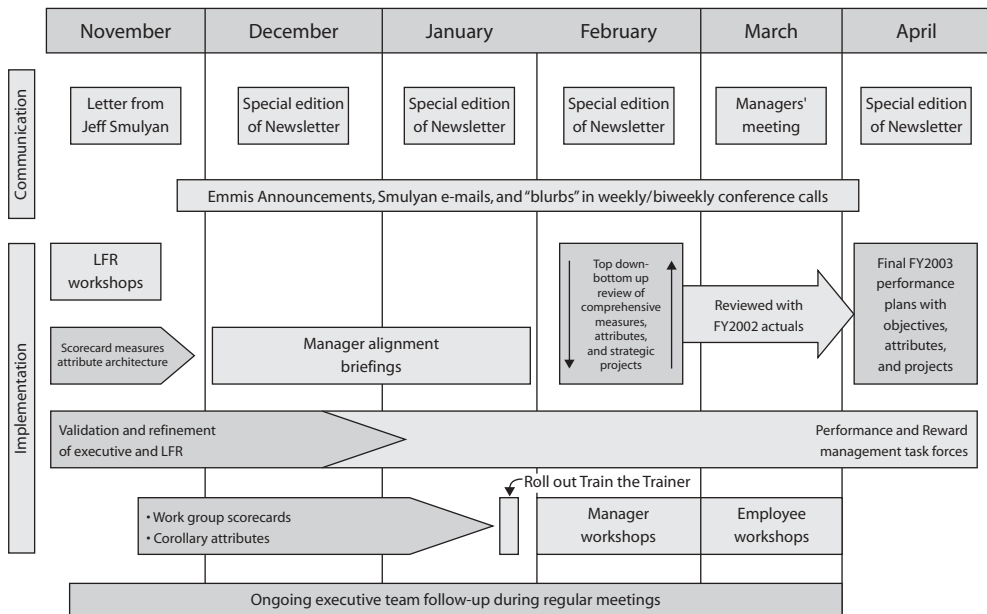 November December January February March April
Communication
Letter from
Jeff Smulyan
Special edition
of Newsletter
Special edition
of Newsletter
Special edition
of Newsletter
Managers'
meeting
Special edition
of Newsletter
Emmis Announcements, Smulyan e-mails, and “blurbs” in weekly/biweekly conference calls
Implementation
LFR
workshops
Top down-
bottom up
review of
comprehensive
measures,
attributes,
and strategic
projects
Reviewed with
FY2002 actuals
Final FY2003
performance
plans with
objectives,
attributes,
and projects
Scorecard measures
attribute architecture
Manager alignment
briefings
Validation and refinement
of executive and LFR
Performance and Reward
management task forces
Roll out Train the Trainer
• Work group scorecards
• Corollary attributes
Manager
workshops
Employee
workshops
Ongoing executive team follow-up during regular meetings